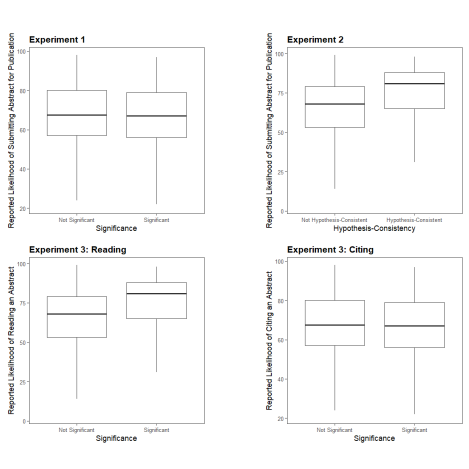 Experiment 1
Reported Likelihood of Submitting Abstract for Publication
100
80
60
40
20
Not Significant
Significant
Significance
Experiment 2
Reported Likelihood of Submitting Abstract for Publication
100
75
50
25
0
Not Hypothesis-Consistent
Hypothesis-Consistent
Hypothesis-Consistency
Experiment 3: Reading
Reported Likelihood of Reading an Abstract
100
75
50
25
0
Not Significant
Significant
Significance
Experiment 3: Citing
Reported Likelihood of Citing an Abstract
100
80
60
40
20
Not Significant
Significant
Significance